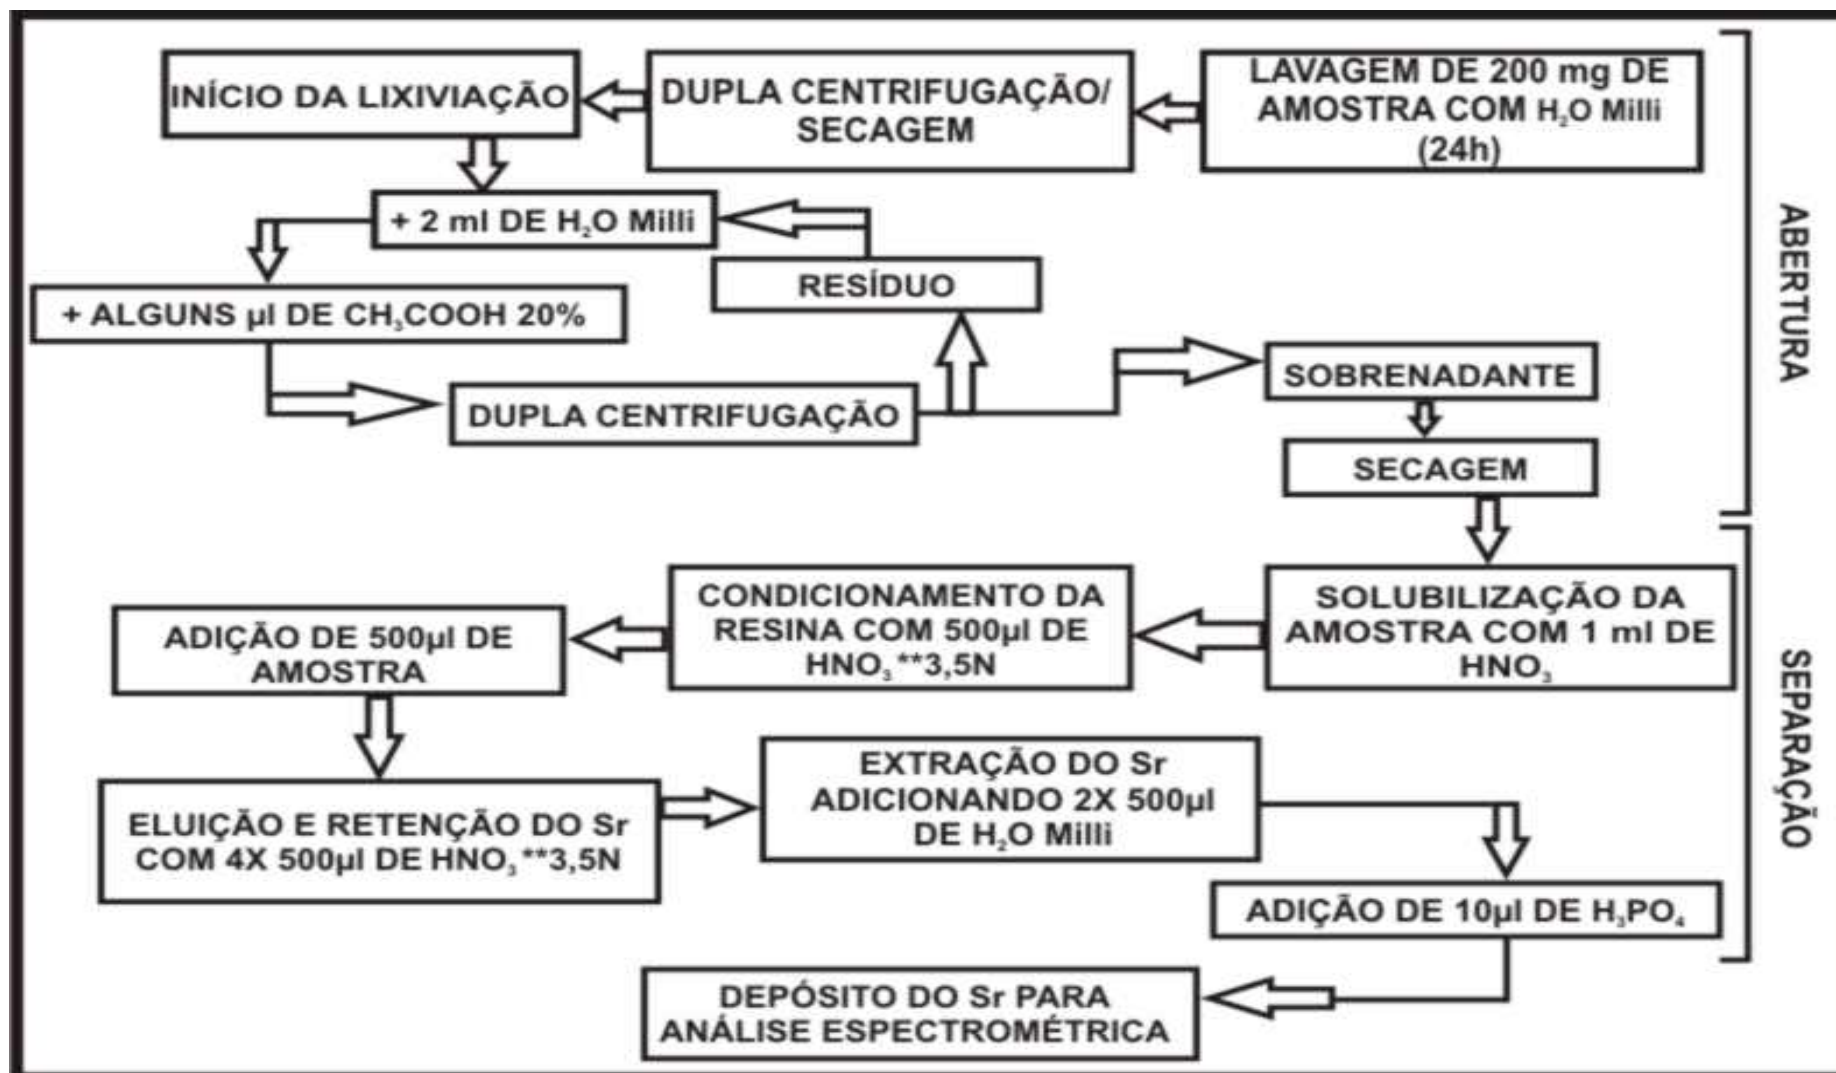 LAVAGEM DE 200 mg DE
AMOSTRA COM H₂O Milli
(24h)
DUPLA CENTRIFUGAÇÃO/
SECAGEM
INÍCIO DA LIXIVIAÇÃO
+ 2 ml DE H₂O Milli
+ ALGUNS µl DE CH₃COOH 20%
DUPLA CENTRIFUGAÇÃO
RESÍDUO
SOBRENADANTE
SECAGEM
ABERTURA
SOLUBILIZAÇÃO DA
AMOSTRA COM 1 ml DE
HNO₃
CONDICIONAMENTO DA
RESINA COM 500µl DE
HNO₃ **3,5N
ADIÇÃO DE 500µl DE
AMOSTRA
ELUIÇÃO E RETENÇÃO DO Sr
COM 4X 500µl DE HNO₃ **3,5N
EXTRAÇÃO DO Sr
ADICIONANDO 2X 500µl
DE H₂O Milli
ADIÇÃO DE 10µl DE H₃PO₄
SEPARAÇÃO
DEPÓSITO DO Sr PARA
ANÁLISE ESPECTROMÉTRICA